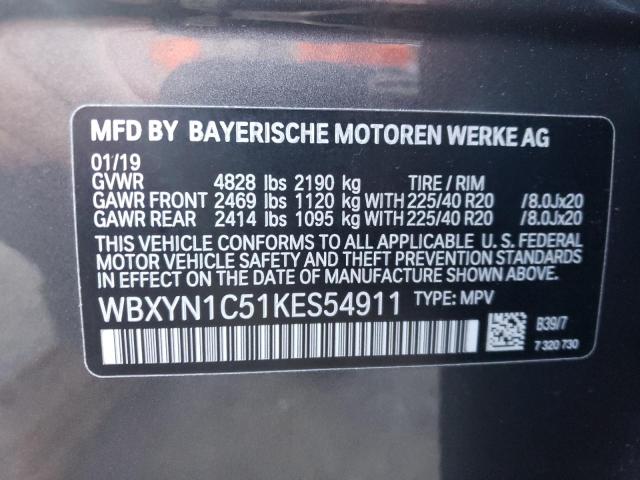 MFD BY BAYERISCHE MOTOREN WERKE AG
01/19
GVWR 4828 lbs 2190 kg TIRE / RIM
GAWR FRONT 2469 lbs 1120 kg WITH 225/40 R20 /8.0Jx20
GAWR REAR 2414 lbs 1095 kg WITH 225/40 R20 /8.0Jx20
THIS VEHICLE CONFORMS TO ALL APPLICABLE U. S. FEDERAL
MOTOR VEHICLE SAFETY AND THEFT PREVENTION STANDARDS
IN EFFECT ON THE DATE OF MANUFACTURE SHOWN ABOVE.
WBXYN1C51KES54911 TYPE: MPV
B39/7
7 320 730